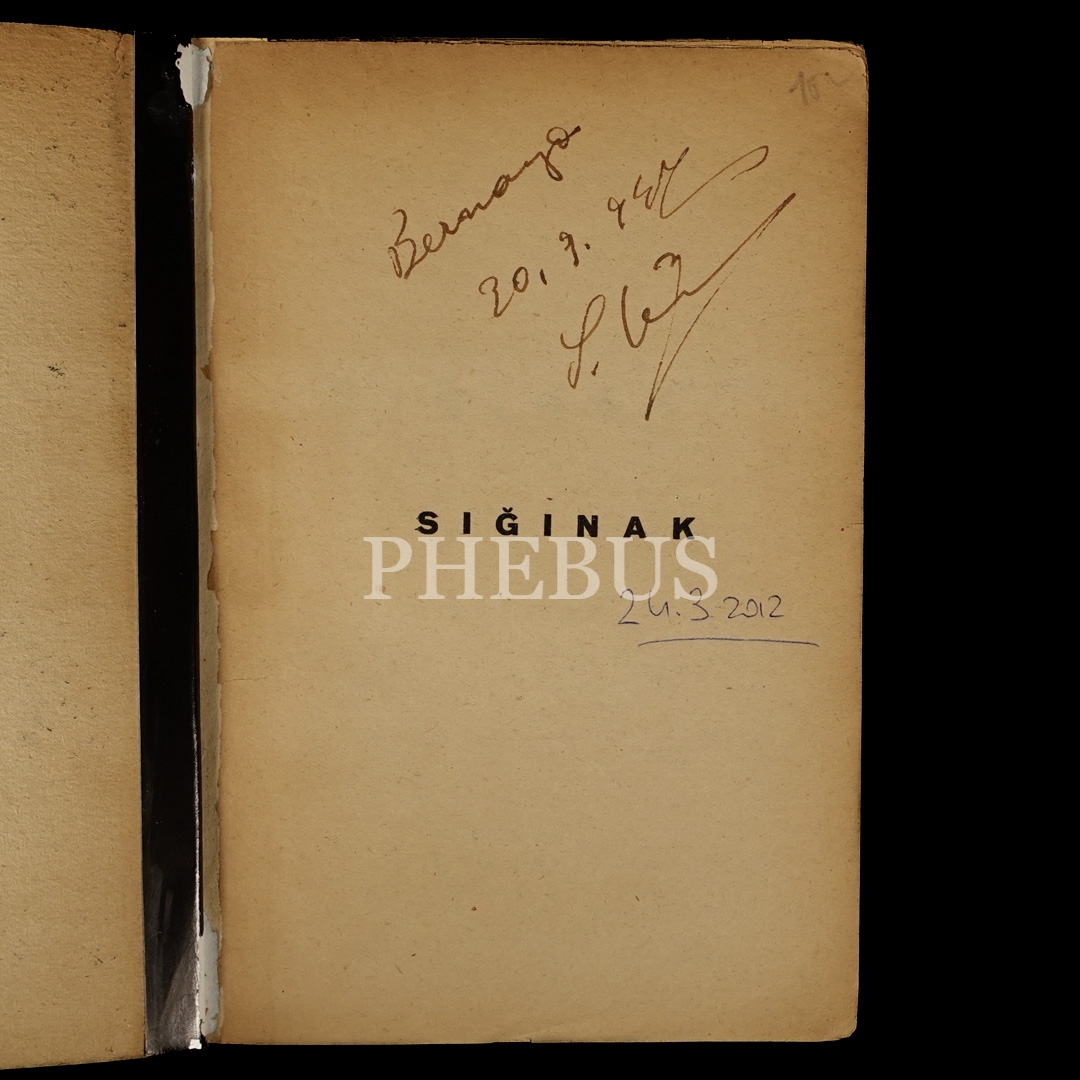 Bernaya
20.9.947
S.
SIĞINAK
PHEBUS
24.3.2012